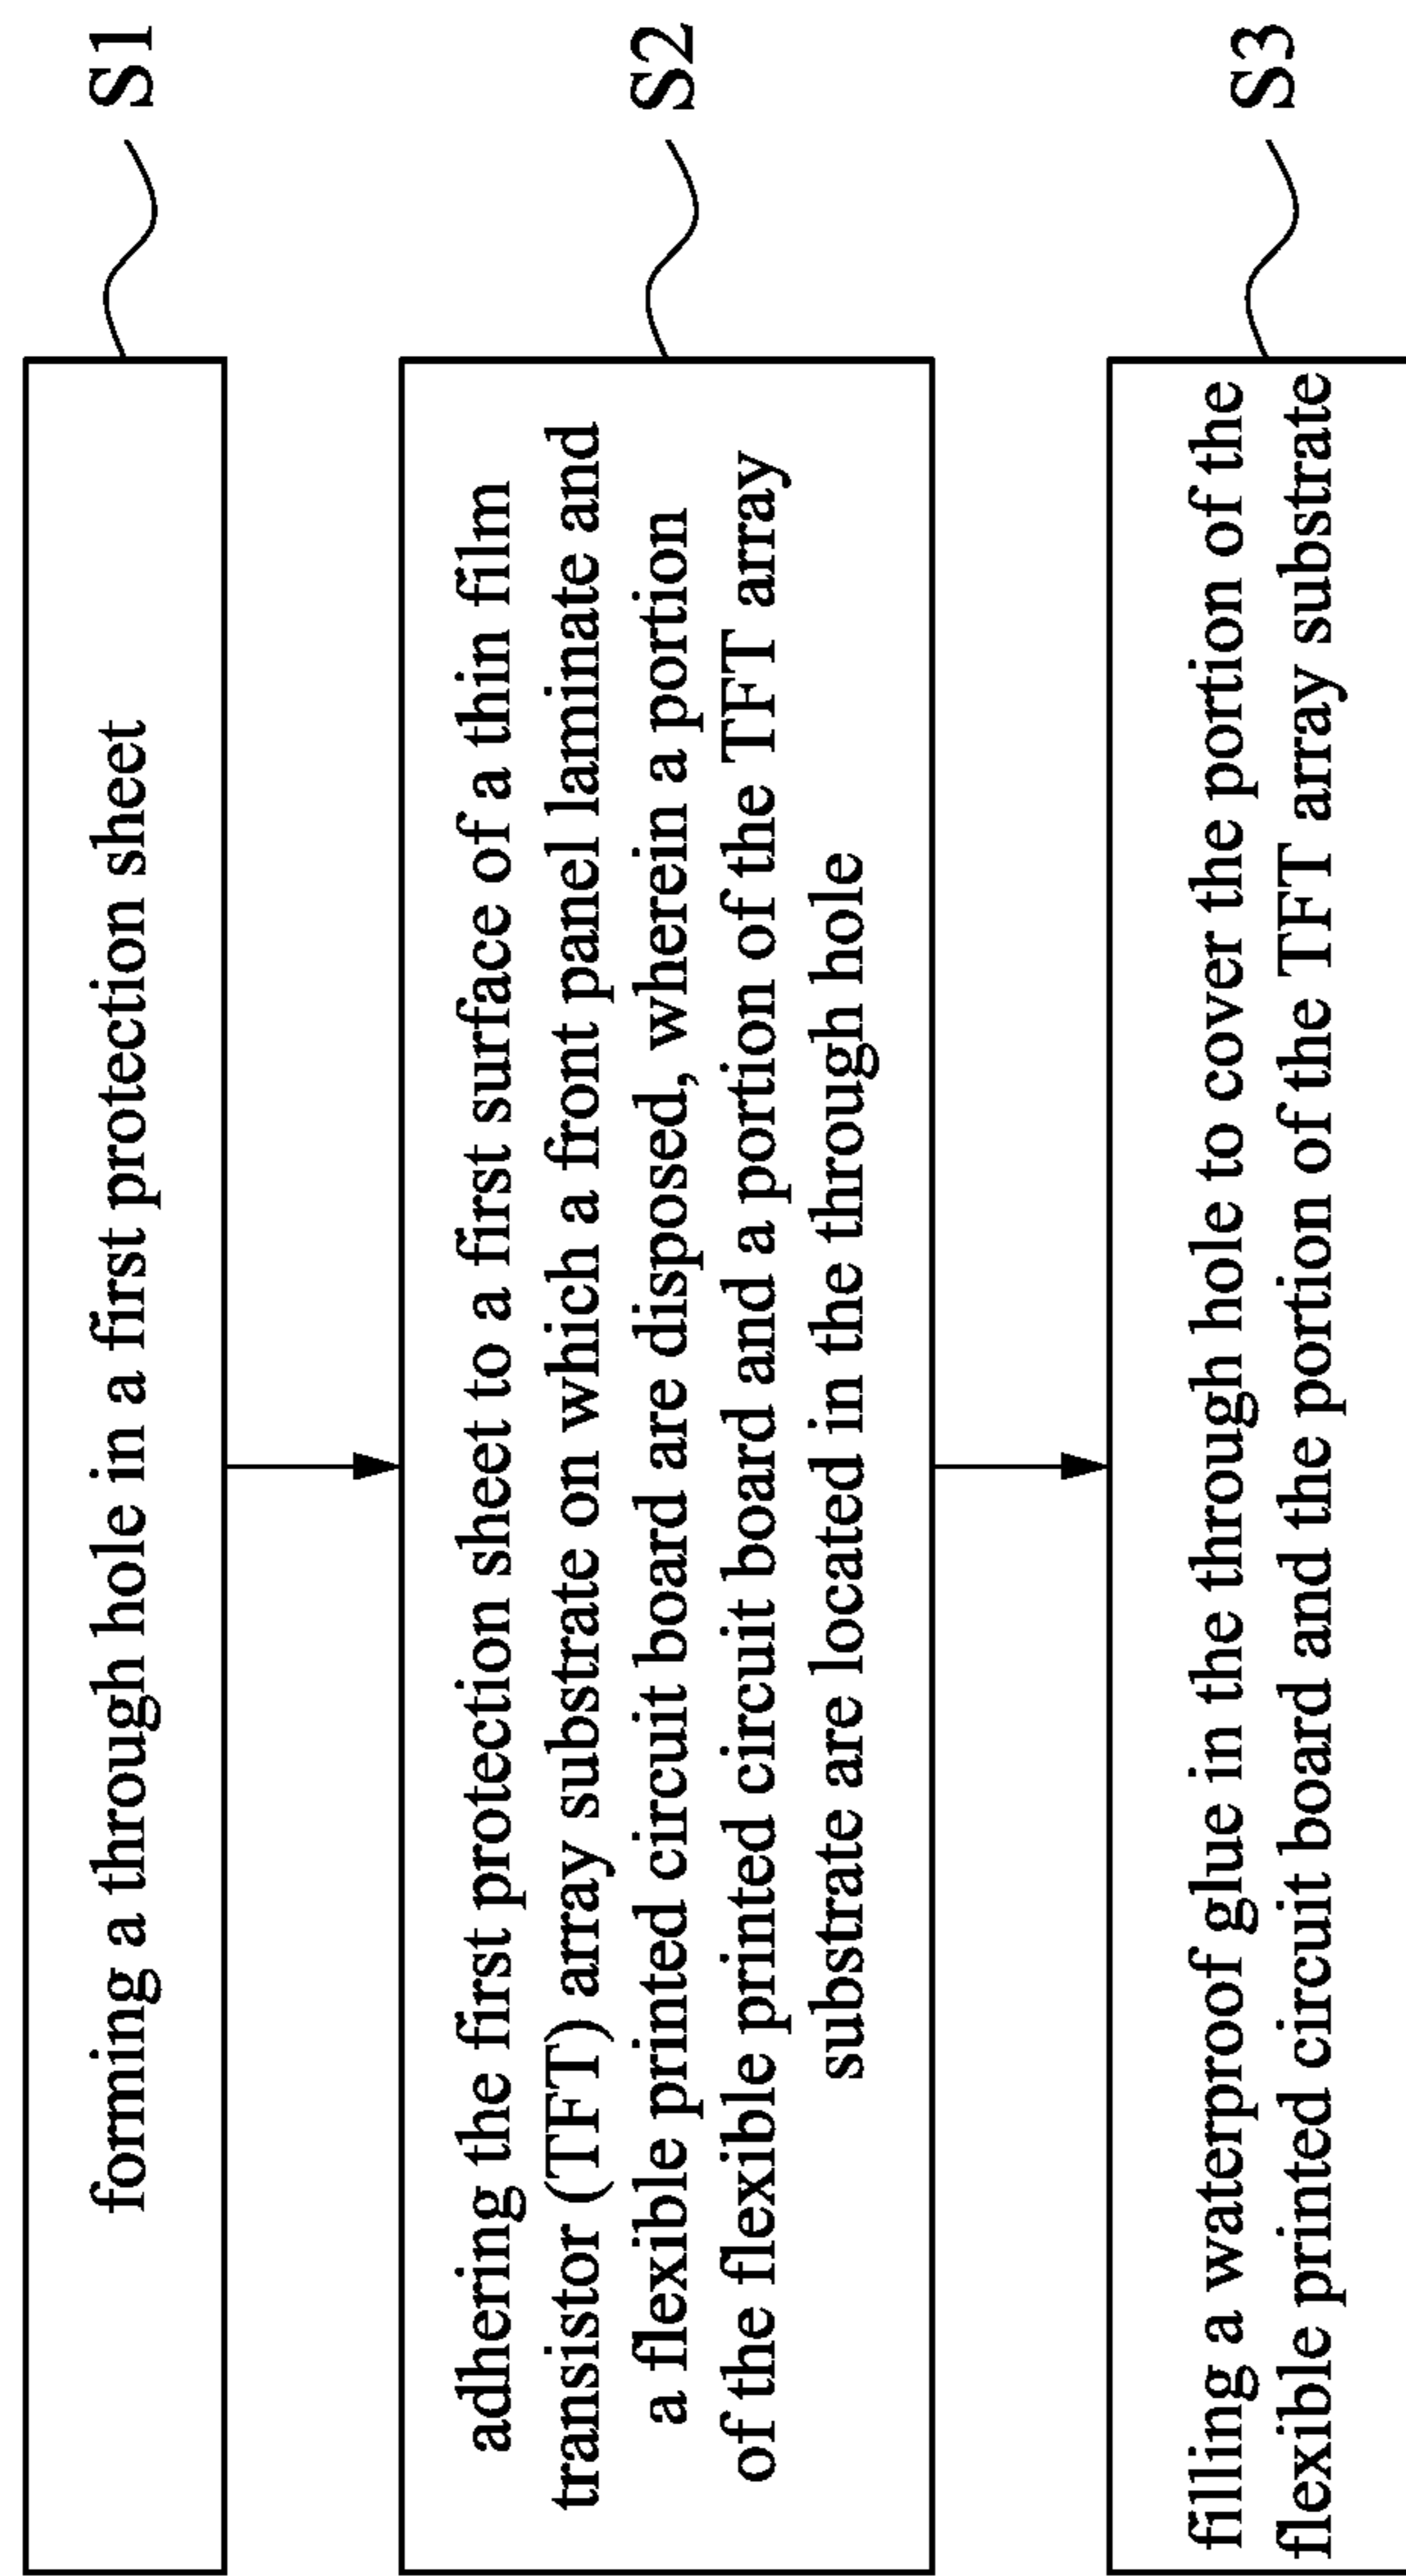 forming a through hole in a first protection sheet
S1
adhering the first protection sheet to a first surface of a thin film
transistor (TFT) array substrate on which a front panel laminate and
a flexible printed circuit board are disposed, wherein a portion
of the flexible printed circuit board and a portion of the TFT array
substrate are located in the through hole
S2
filling a waterproof glue in the through hole to cover the portion of the
flexible printed circuit board and the portion of the TFT array substrate
S3